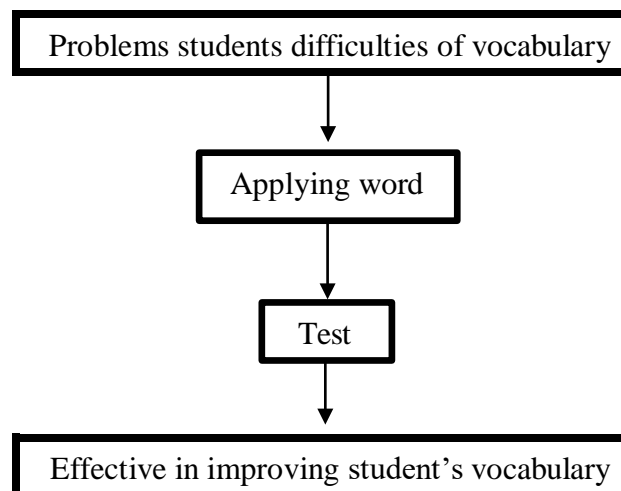 Problems students difficulties of vocabulary
Applying word
Test
Effective in improving student’s vocabulary